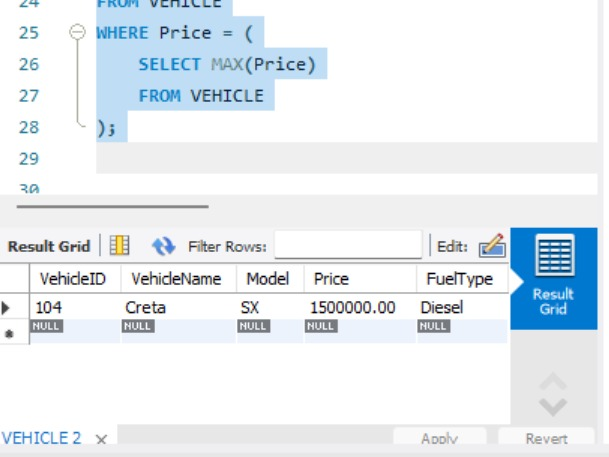 24 FROM VEHICLE
25 WHERE Price = (
26 SELECT MAX(Price)
27 FROM VEHICLE
28 );
29
30
Result Grid Filter Rows: Edit:
VehicleID VehicleName Model Price FuelType
104 Creta SX 1500000.00 Diesel
NULL NULL NULL NULL NULL
Result
Grid
VEHICLE 2 Apply Revert